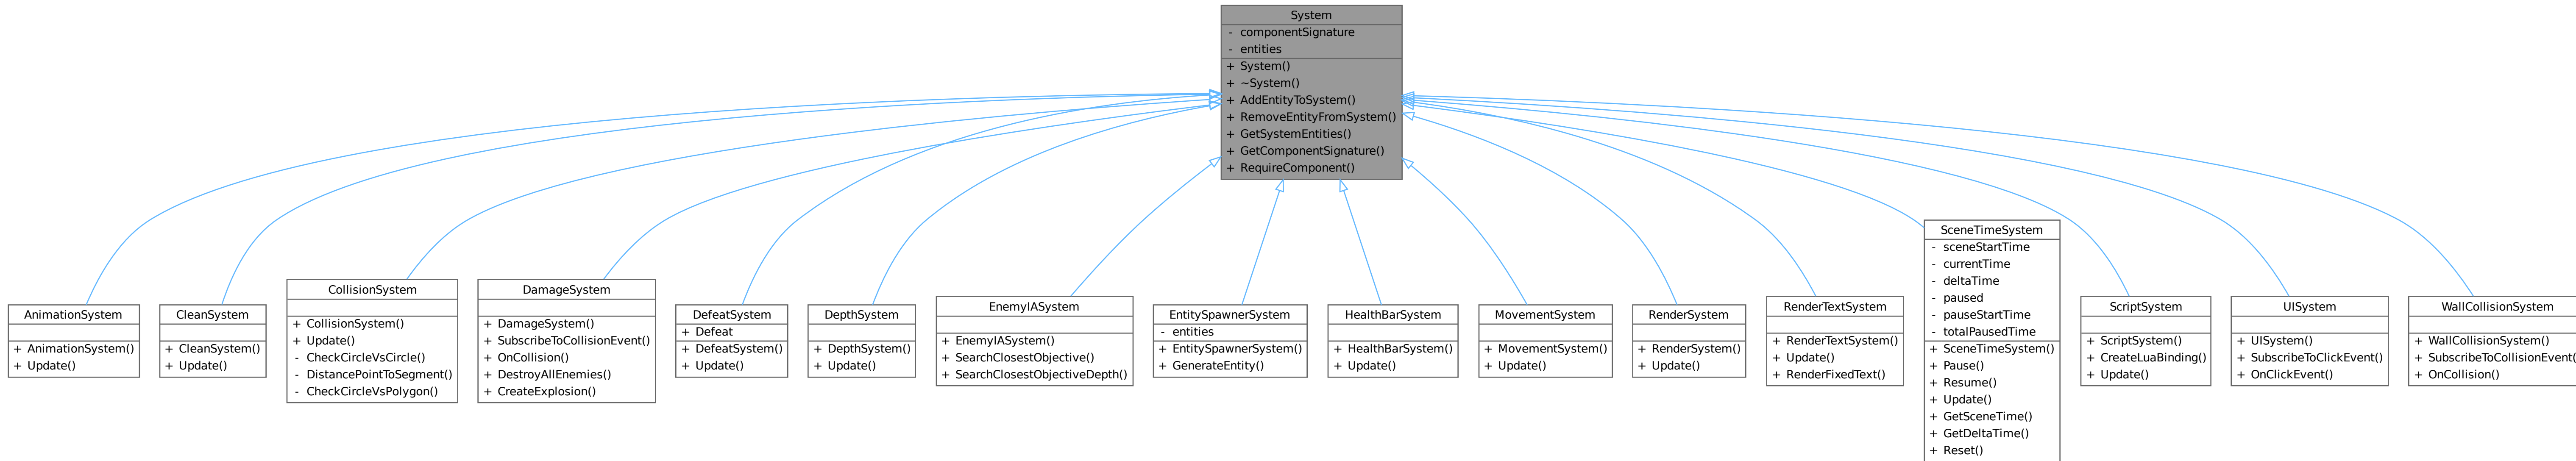 System
- componentSignature
- entities
+ System()
+ ~System()
+ AddEntityToSystem()
+ RemoveEntityFromSystem()
+ GetSystemEntities()
+ GetComponentSignature()
+ RequireComponent()
AnimationSystem
+ AnimationSystem()
+ Update()
CleanSystem
+ CleanSystem()
+ Update()
CollisionSystem
+ CollisionSystem()
+ Update()
- CheckCircleVsCircle()
- DistancePointToSegment()
- CheckCircleVsPolygon()
DamageSystem
+ DamageSystem()
+ SubscribeToCollisionEvent()
+ OnCollision()
+ DestroyAllEnemies()
+ CreateExplosion()
DefeatSystem
+ Defeat
+ DefeatSystem()
+ Update()
DepthSystem
+ DepthSystem()
+ Update()
EnemyIASystem
+ EnemyIASystem()
+ SearchClosestObjective()
+ SearchClosestObjectiveDepth()
EntitySpawnerSystem
- entities
+ EntitySpawnerSystem()
+ GenerateEntity()
HealthBarSystem
+ HealthBarSystem()
+ Update()
MovementSystem
+ MovementSystem()
+ Update()
RenderSystem
+ RenderSystem()
+ Update()
RenderTextSystem
+ RenderTextSystem()
+ Update()
+ RenderFixedText()
SceneTimeSystem
- sceneStartTime
- currentTime
- deltaTime
- paused
- pauseStartTime
- totalPausedTime
+ SceneTimeSystem()
+ Pause()
+ Resume()
+ Update()
+ GetSceneTime()
+ GetDeltaTime()
+ Reset()
ScriptSystem
+ ScriptSystem()
+ CreateLuaBinding()
+ Update()
UISystem
+ UISystem()
+ SubscribeToClickEvent()
+ OnClickEvent()
WallCollisionSystem
+ WallCollisionSystem()
+ SubscribeToCollisionEvent(
+ OnCollision()